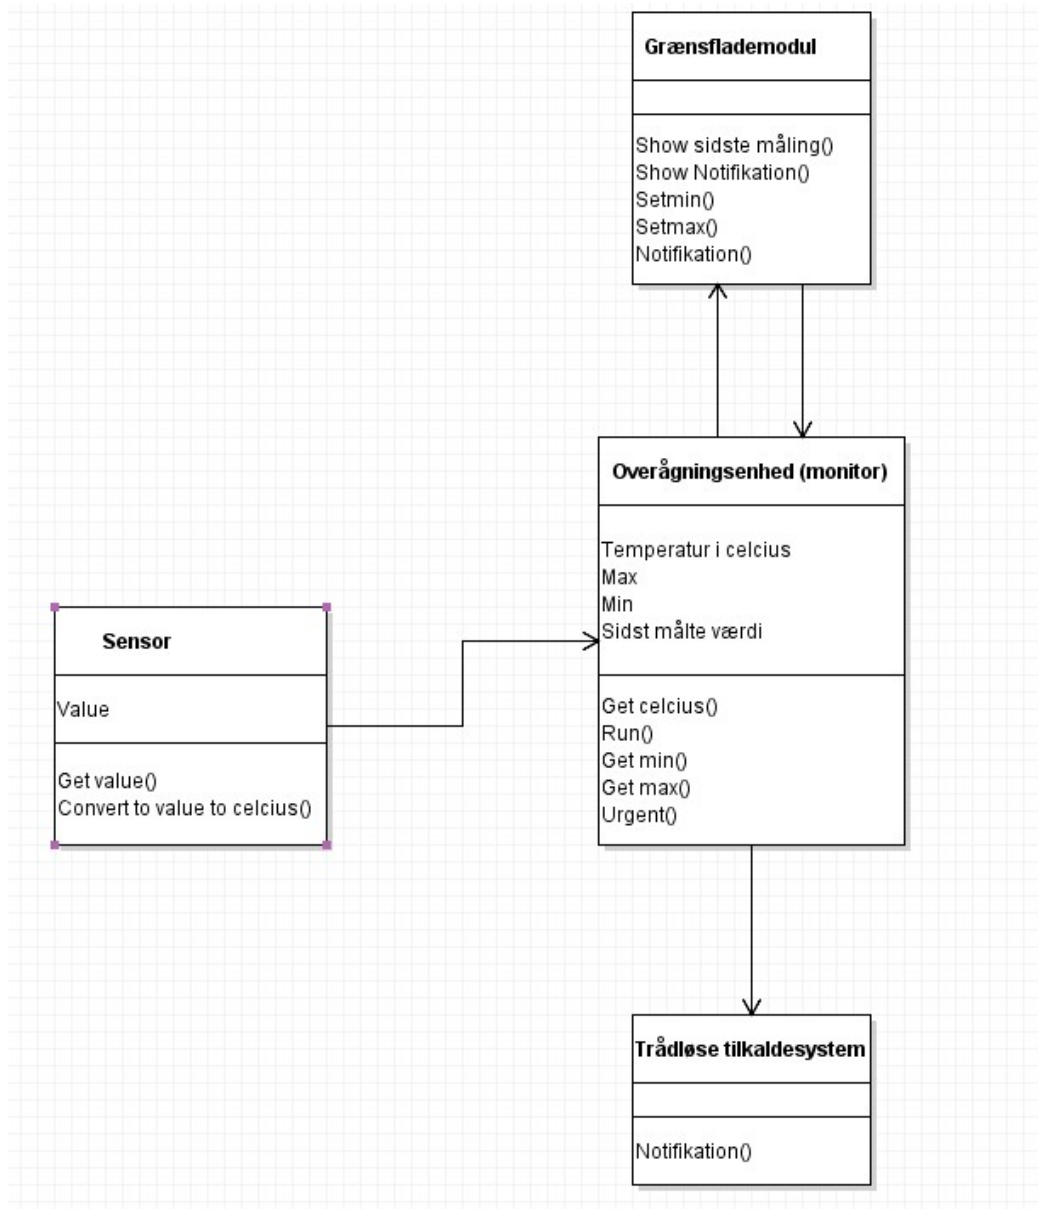 Grænsflademodul
Show sidste måling()
Show Notifikation()
Setmin()
Setmax()
Notifikation()
Overågningsenhed (monitor)
Temperatur i celcius
Max
Min
Sidst målte værdi
Get celcius()
Run()
Get min()
Get max()
Urgent()
Sensor
Value
Get value()
Convert to value to celcius()
Trådløse tilkaldesystem
Notifikation()